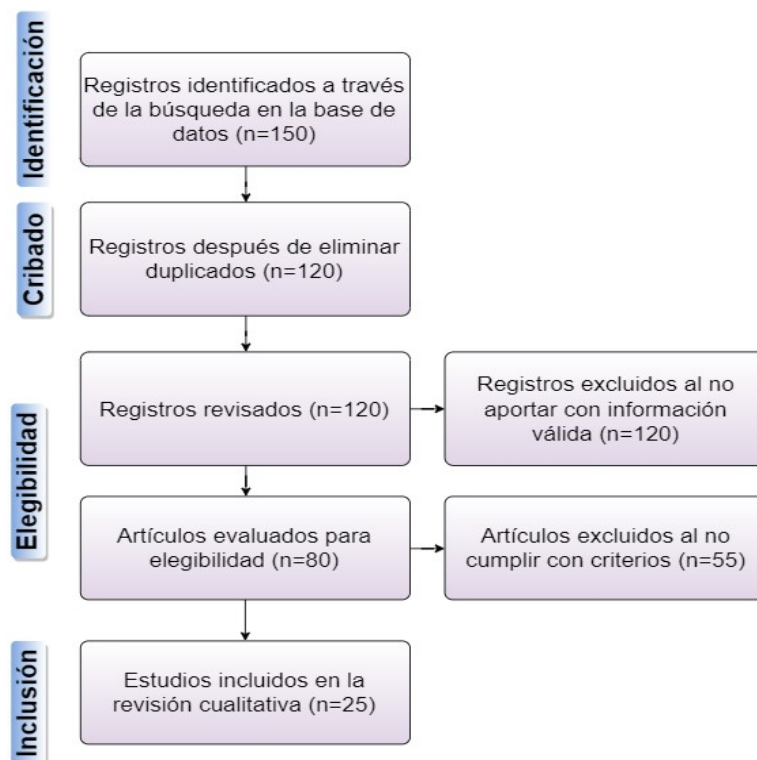 Identificación
Registros identificados a través
de la búsqueda en la base de
datos (n=150)
Cribado
Registros después de eliminar
duplicados (n=120)
Elegibilidad
Registros revisados (n=120)
Registros excluidos al no
aportar con información
válida (n=120)
Artículos evaluados para
elegibilidad (n=80)
Artículos excluidos al no
cumplir con criterios (n=55)
Inclusión
Estudios incluidos en la
revisión cualitativa (n=25)